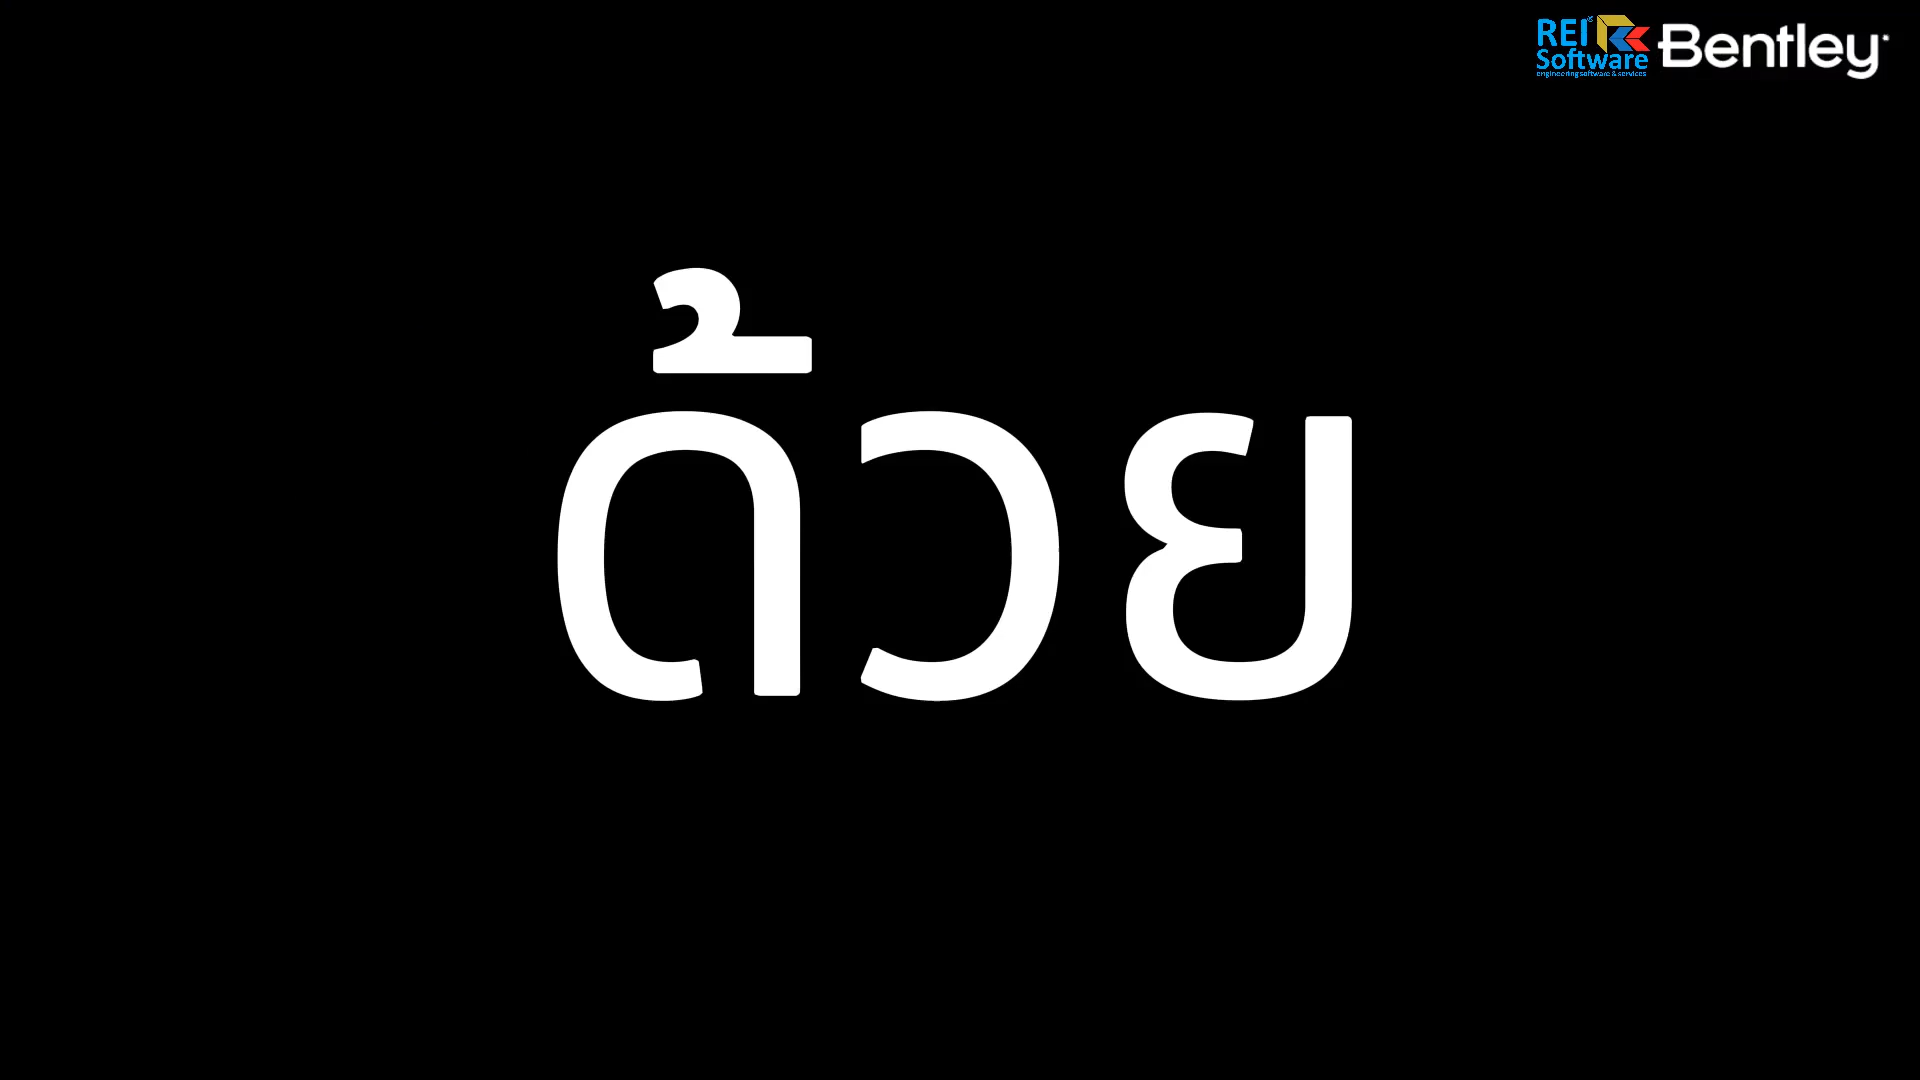 REI
Software
engineering software & services
Bentley
ด้วย